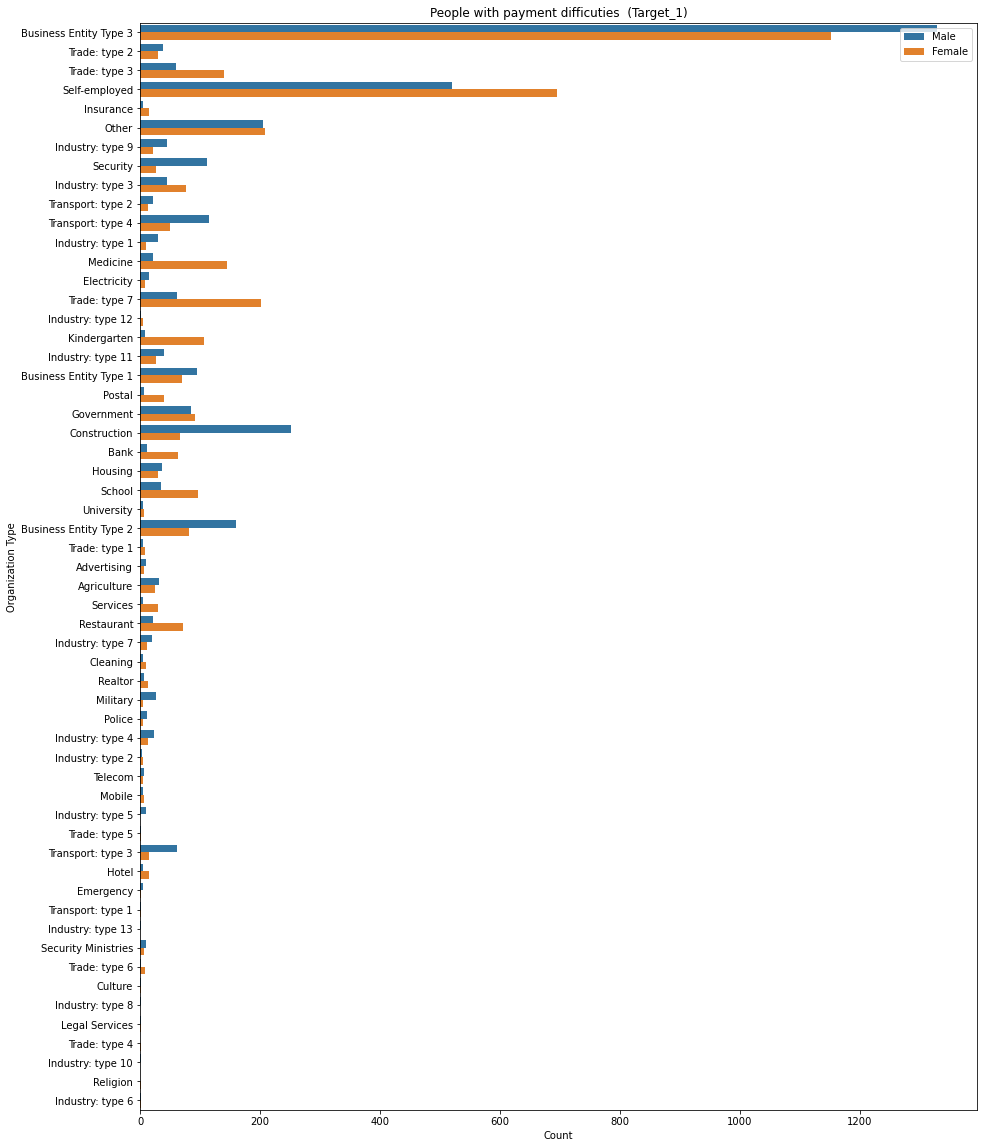 People with payment difficuties  (Target_1)
Male
Female
Organization Type
Business Entity Type 3
Trade: type 2
Trade: type 3
Self-employed
Insurance
Other
Industry: type 9
Security
Industry: type 3
Transport: type 2
Transport: type 4
Industry: type 1
Medicine
Electricity
Trade: type 7
Industry: type 12
Kindergarten
Industry: type 11
Business Entity Type 1
Postal
Government
Construction
Bank
Housing
School
University
Business Entity Type 2
Trade: type 1
Advertising
Agriculture
Services
Restaurant
Industry: type 7
Cleaning
Realtor
Military
Police
Industry: type 4
Industry: type 2
Telecom
Mobile
Industry: type 5
Trade: type 5
Transport: type 3
Hotel
Emergency
Transport: type 1
Industry: type 13
Security Ministries
Trade: type 6
Culture
Industry: type 8
Legal Services
Trade: type 4
Industry: type 10
Religion
Industry: type 6
0 200 400 600 800 1000 1200
Count